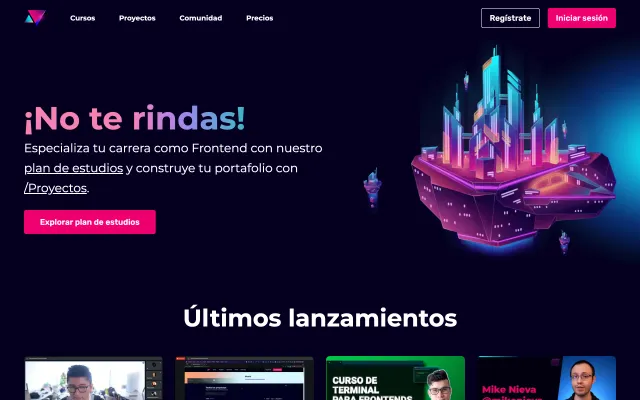 Cursos
Proyectos
Comunidad
Precios
Regístrate
Iniciar sesión
¡No te rindas!
Especializa tu carrera como Frontend con nuestro
plan de estudios y construye tu portafolio con
/Proyectos.
Explorar plan de estudios
Últimos lanzamientos
CURSO DE
TERMINAL
PARA FRONTENDS
Mike Nieva